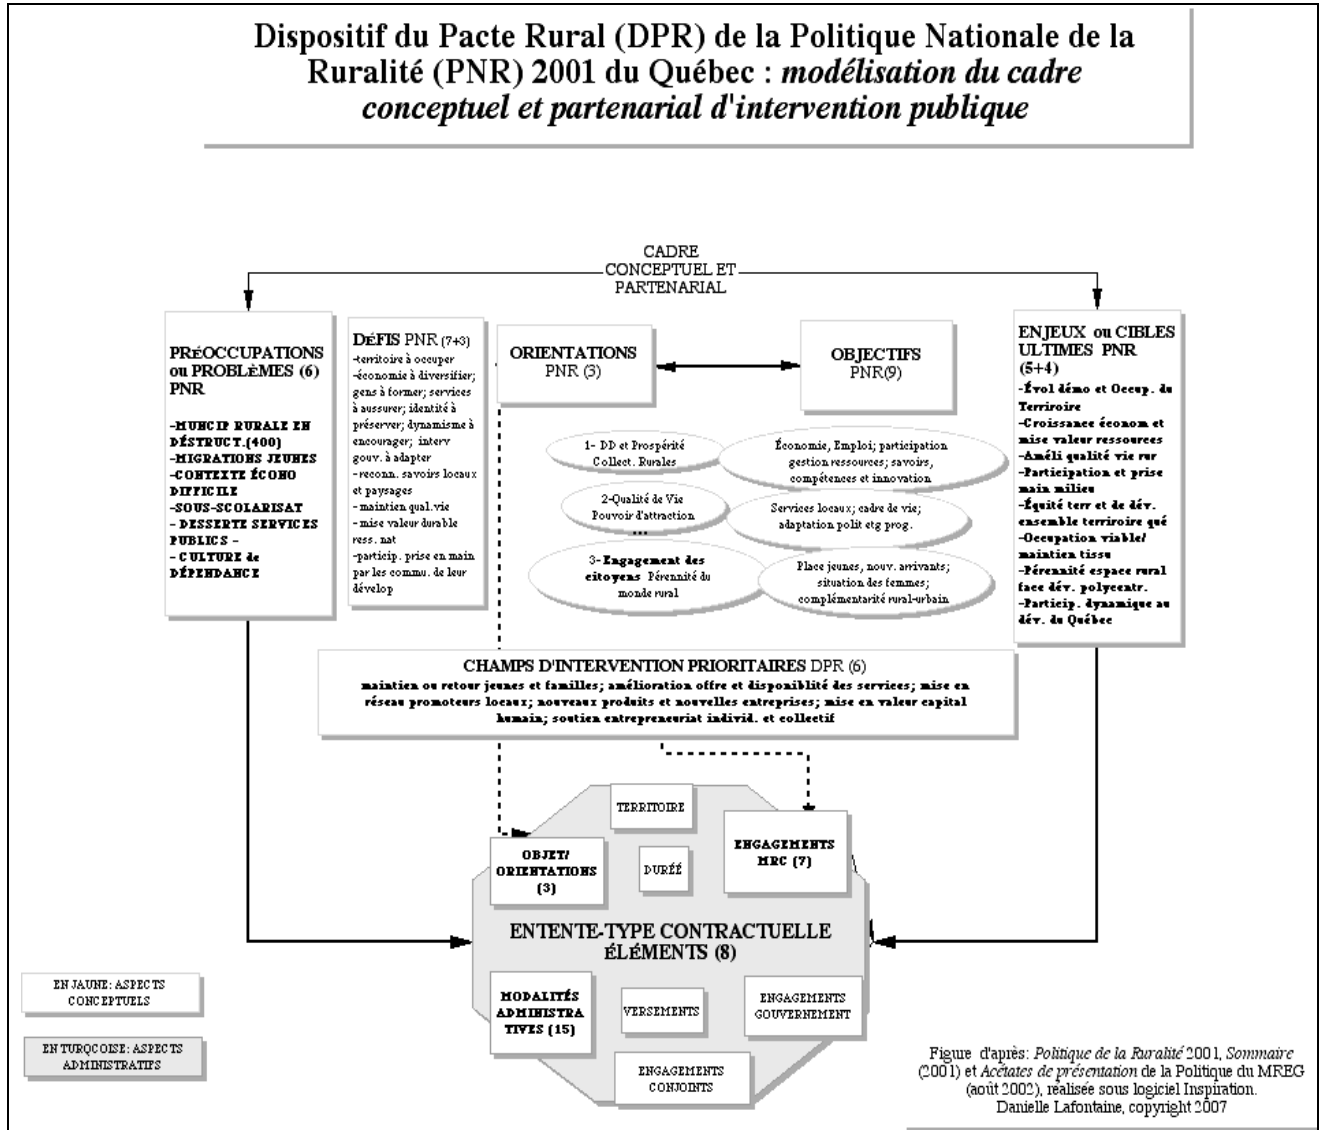 Dispositif du Pacte Rural (DPR) de la Politique Nationale de la
Ruralité (PNR) 2001 du Québec : modélisation du cadre
conceptuel et partenarial d'intervention publique
CADRE
CONCEPTUEL ET
PARTENARIAL
PRÉOCCUPATIONS
ou PROBLÈMES (6)
PNR
-MUNCIP RURALE EN
DÉSTRUCT.(400)
-MIGRATIONS JEUNES
-CONTEXTE ÉCONO
DIFFICILE
-SOUS-SCOLARISAT
- DESSERTE SERVICES
PUBLICS -
- CULTURE de
DÉPENDANCE
DÉFIS PNR (7+3)
-territoire à occuper
-économie à diversifier;
gens à former; services
à aussurer; identité à
préserver; dynamisme à
encourager; interv
gouv. à adapter
-reconn. savoirs locaux
et paysages
- maintien qual.vie
- mise valeur durable
ress. nat
-particip. prise en main
par les commu. de leur
dévelop
ORIENTATIONS
PNR (3)
OBJECTIFS
PNR(9)
1- DD et Prospérité
Collect. Rurales
Économie, Emploi; participation
gestion ressources; savoirs,
compétences et innovation
2-Qualité de Vie
Pouvoir d'attraction
...
Services locaux; cadre de vie;
adaptation polit etg prog.
3-Engagement des
citoyens Pérennité du
monde rural
Place jeunes, nouv. arrivants;
situation des femmes;
complémentarité rural-urbain
ENJEUX ou CIBLES
ULTIMES PNR
(5+4)
-Évol démo et Occup. du
Terriroire
-Croissance économ et
mise valeur ressources
-Améli qualité vie rur
-Participation et prise
main milieu
-Équité terr et de dév.
ensemble terriroire qué
-Occupation viable/
maintien tissu
-Pérennité espace rural
face dév. polycentr.
-Particip. dynamique au
dév. du Québec
CHAMPS D'INTERVENTION PRIORITAIRES DPR (6)
maintien ou retour jeunes et familles; amélioration offre et disponiblité des services; mise en
réseau promoteurs locaux; nouveaux produits et nouvelles entreprises; mise en valeur capital
humain; soutien entrepreneuriat individ. et collectif
TERRITOIRE
OBJET/
ORIENTATIONS
(3)
DURÉÉ
ENGAGEMENTS
MRC (7)
ENTENTE-TYPE CONTRACTUELLE
ÉLÉMENTS (8)
MODALITÉS
ADMINISTRA
TIVES (15)
VERSEMENTS
ENGAGEMENTS
GOUVERNEMENT
ENGAGEMENTS
CONJOINTS
EN JAUNE: ASPECTS
CONCEPTUELS
EN TURQCOISE: ASPECTS
ADMINISTRATIFS
Figure d'après: Politique de la Ruralité 2001, Sommaire
(2001) et Acétates de présentation de la Politique du MREG
(août 2002), réalisée sous logiciel Inspiration.
Danielle Lafontaine, copyright 2007